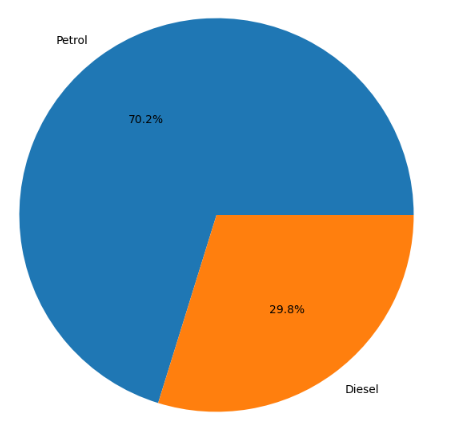 Petrol
70.2%
29.8%
Diesel